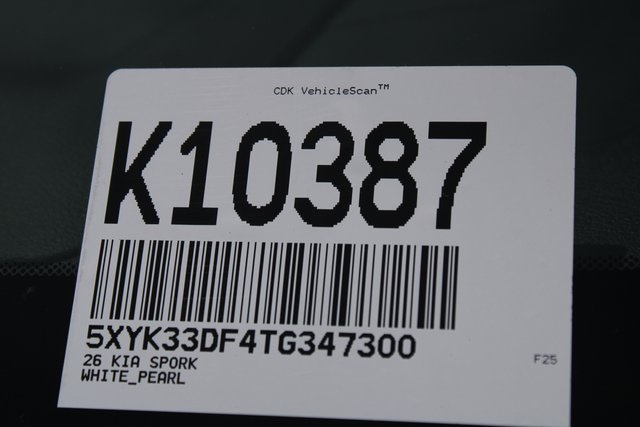 CDK VehicleScan™
K10387
5XYK33DF4TG347300
26 KIA SPORK
WHITE_PEARL
F25